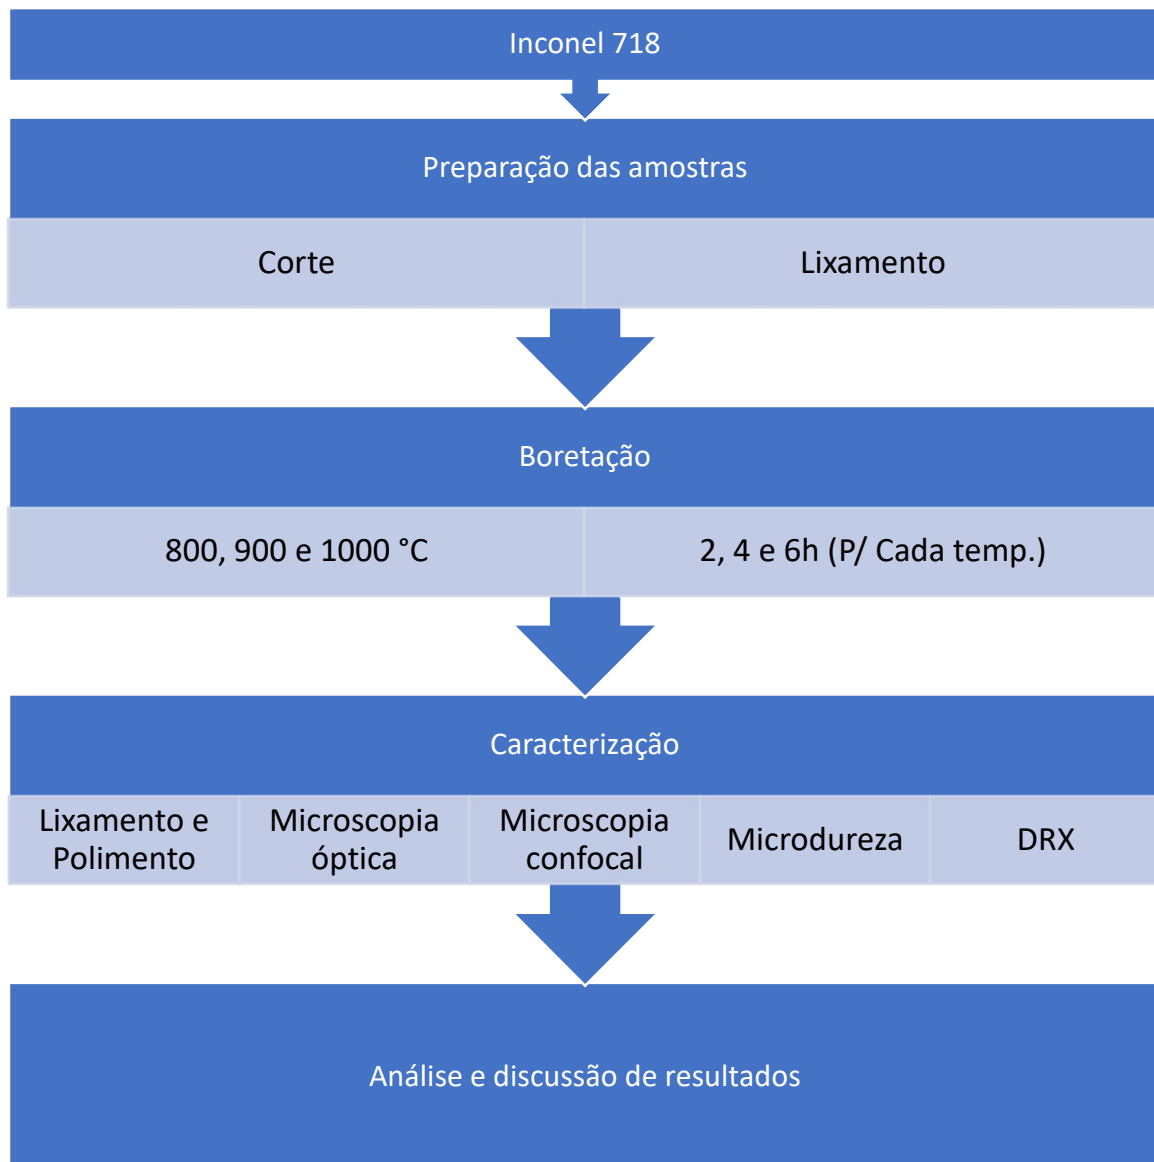 Inconel 718
Preparação das amostras
Corte
Lixamento
Boretação
800, 900 e 1000 °C
2, 4 e 6h (P/ Cada temp.)
Caracterização
Lixamento e
Polimento
Microscopia
óptica
Microscopia
confocal
Microdureza
DRX
Análise e discussão de resultados